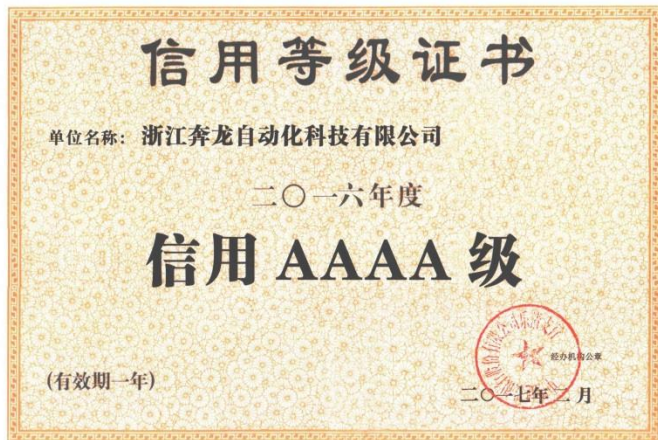 信用等级证书
单位名称：浙江奔龙自动化科技有限公司
二〇一六年度
信用AAAA级
经办机构公章
(有效期一年)
二〇一七年二月